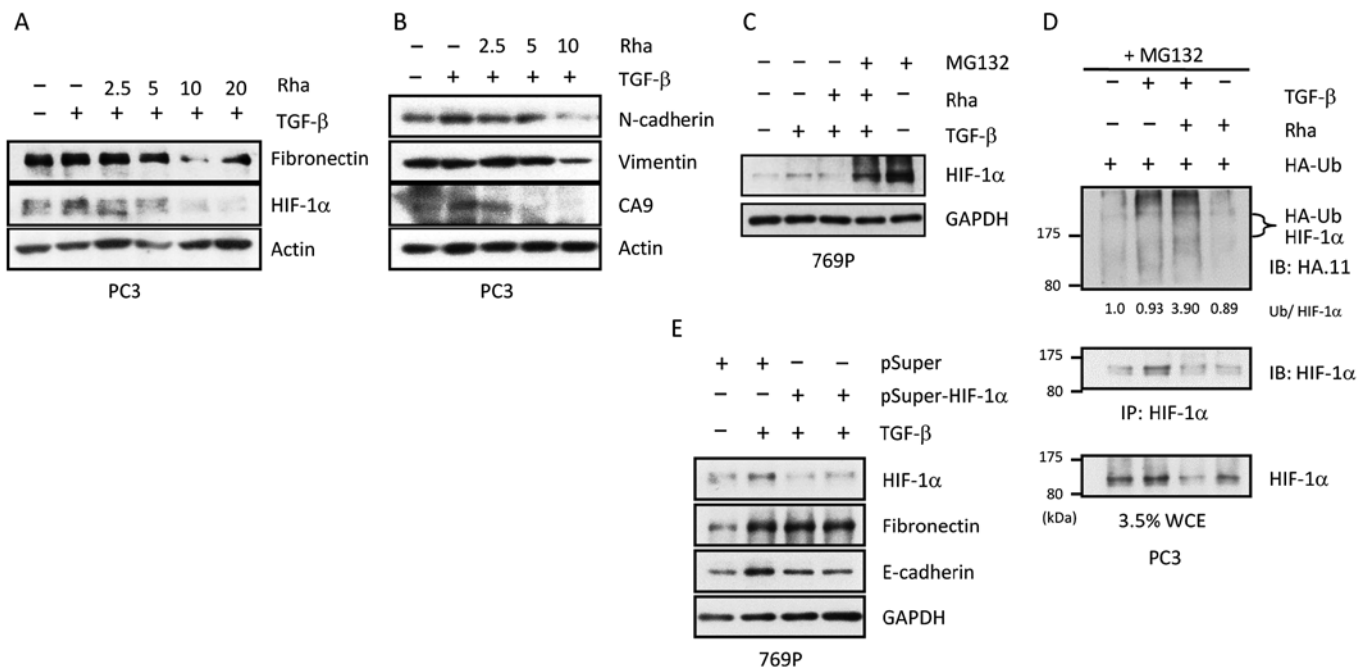 A
− − 2.5 5 10 20 Rha
− + + + + + TGF-β
Fibronectin
HIF-1α
Actin
PC3
B
− − 2.5 5 10 Rha
− + + + + TGF-β
N-cadherin
Vimentin
CA9
Actin
PC3
C
− − − + + MG132
− − + + − Rha
− + + + − TGF-β
HIF-1α
GAPDH
769P
D
+ MG132
− + + − TGF-β
− − + + Rha
+ + + + HA-Ub
HA-Ub
HIF-1α
175
IB: HA.11
80
1.0 0.93 3.90 0.89 Ub/ HIF-1α
175
IB: HIF-1α
80
IP: HIF-1α
175
HIF-1α
80
(kDa)
3.5% WCE
PC3
E
+ + − − pSuper
− − + + pSuper-HIF-1α
− + + + TGF-β
HIF-1α
Fibronectin
E-cadherin
GAPDH
769P